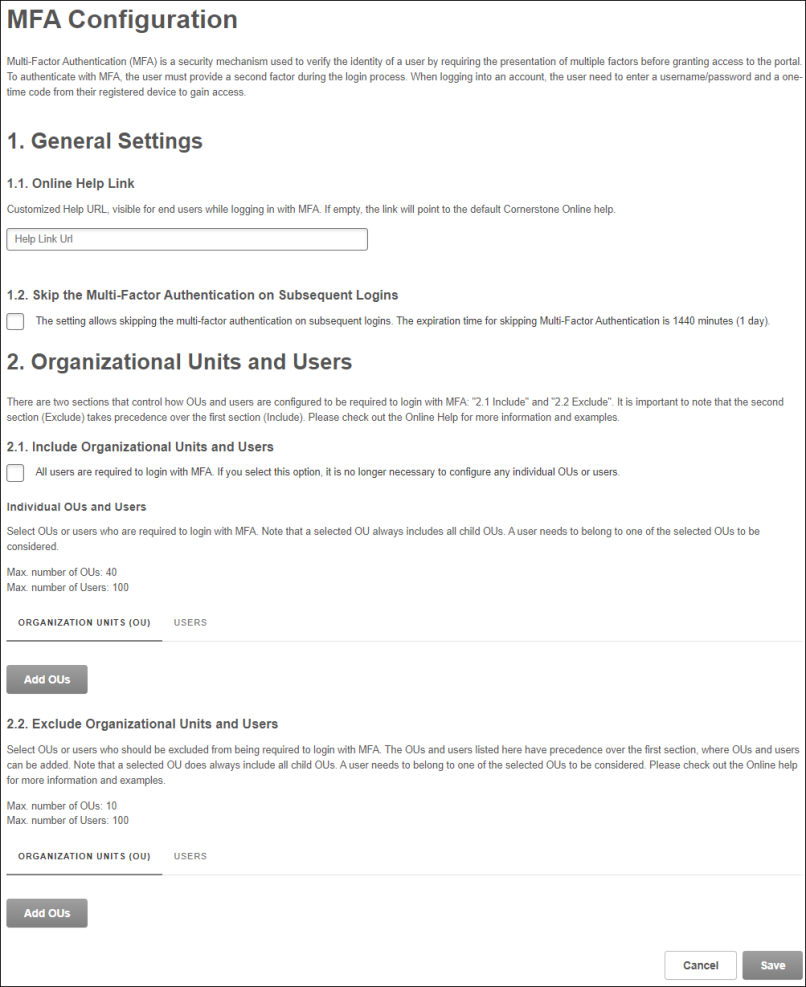 MFA Configuration
Multi-Factor Authentication (MFA) is a security mechanism used to verify the identity of a user by requiring the presentation of multiple factors before granting access to the portal.
To authenticate with MFA, the user must provide a second factor during the login process. When logging into an account, the user need to enter a username/password and a one-
time code from their registered device to gain access.
1. General Settings
1.1. Online Help Link
Customized Help URL, visible for end users while logging in with MFA. If empty, the link will point to the default Cornerstone Online help.
Help Link Url
1.2. Skip the Multi-Factor Authentication on Subsequent Logins
The setting allows skipping the multi-factor authentication on subsequent logins. The expiration time for skipping Multi-Factor Authentication is 1440 minutes (1 day).
2. Organizational Units and Users
There are two sections that control how OUs and users are configured to be required to login with MFA: "2.1 Include" and "2.2 Exclude". It is important to note that the second
section (Exclude) takes precedence over the first section (Include). Please check out the Online Help for more information and examples.
2.1. Include Organizational Units and Users
All users are required to login with MFA. If you select this option, it is no longer necessary to configure any individual OUs or users.
Individual OUs and Users
Select OUs or users who are required to login with MFA. Note that a selected OU always includes all child OUs. A user needs to belong to one of the selected OUs to be
considered.
Max. number of OUs: 40
Max. number of Users: 100
ORGANIZATION UNITS (OU) USERS
Add OUs
2.2. Exclude Organizational Units and Users
Select OUs or users who should be excluded from being required to login with MFA. The OUs and users listed here have precedence over the first section, where OUs and users
can be added. Note that a selected OU does always include all child OUs. A user needs to belong to one of the selected OUs to be considered. Please check out the Online help
for more information and examples.
Max. number of OUs: 10
Max. number of Users: 100
ORGANIZATION UNITS (OU) USERS
Add OUs
Cancel Save